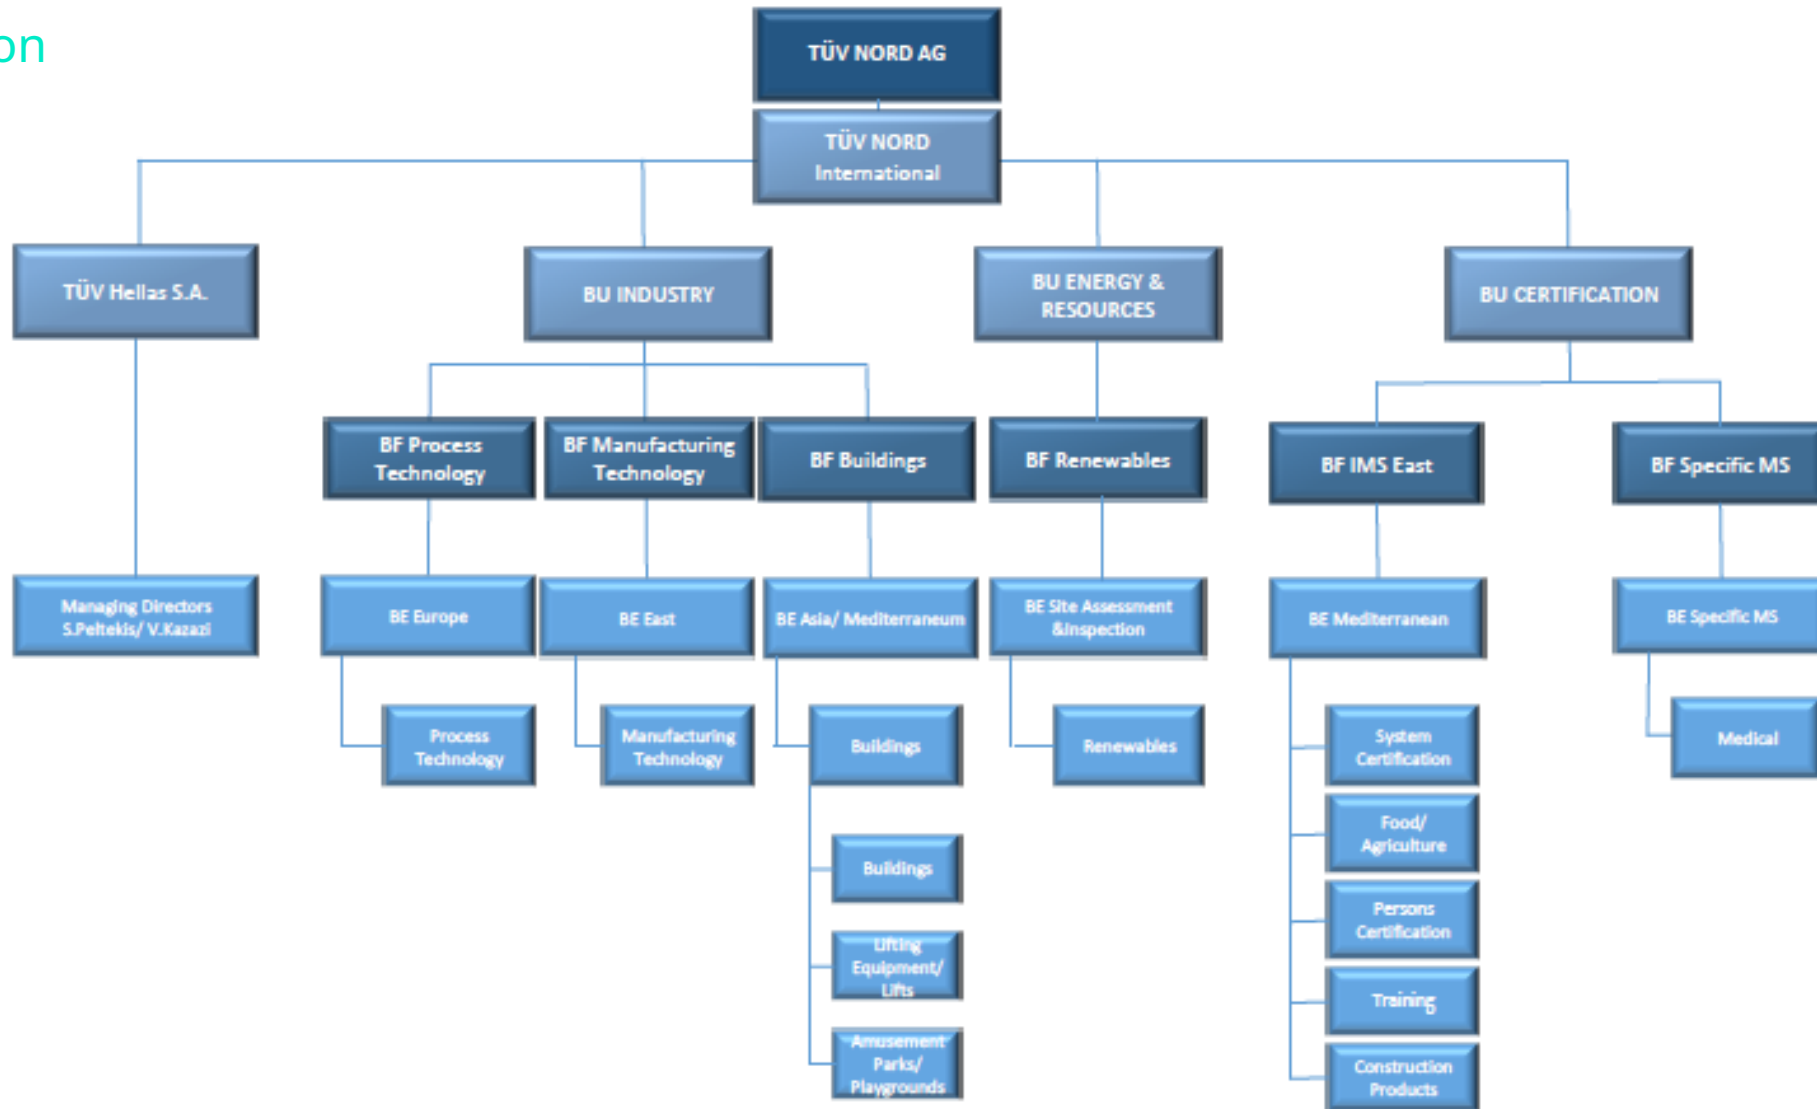 on
TÜV NORD AG
TÜV NORD
International
TÜV Hellas S.A.
BU INDUSTRY
BU ENERGY &
RESOURCES
BU CERTIFICATION
BF Process
Technology
BF Manufacturing
Technology
BF Buildings
BF Renewables
BF IMS East
BF Specific MS
Managing Directors
S.Peltekis/ V.Kazazi
BE Europe
BE East
BE Asia/ Mediterraneum
BE Site Assessment
&Inspection
BE Mediterranean
BE Specific MS
Process
Technology
Manufacturing
Technology
Buildings
Renewables
System
Certification
Medical
Food/
Agriculture
Buildings
Persons
Certification
Lifting
Equipment/
Lifts
Training
Amusement
Parks/
Playgrounds
Construction
Products